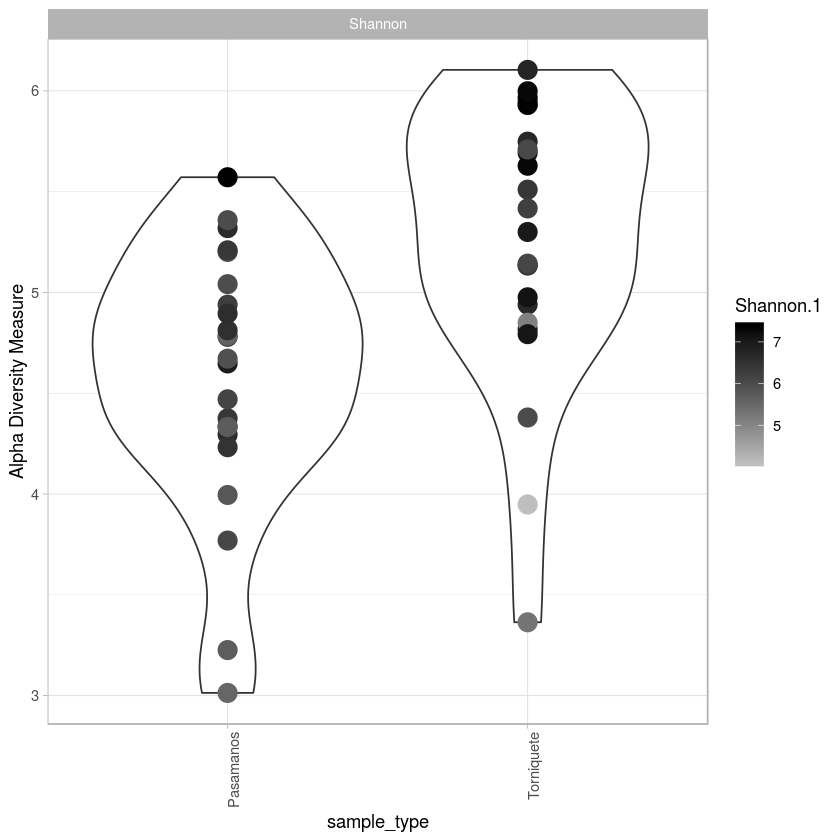 Shannon
Alpha Diversity Measure
6
5
4
3
Pasamanos
Torniquete
sample_type
Shannon.1
7
6
5